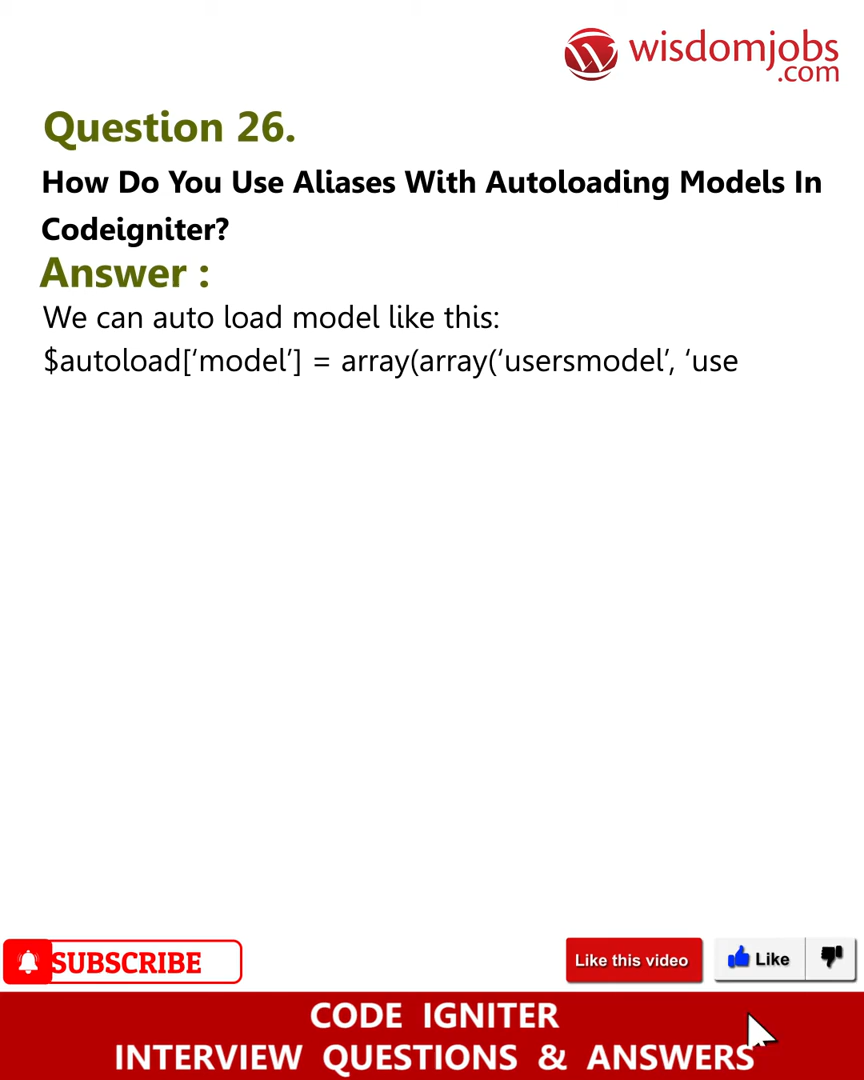 wisdomjobs
.com
Question 26.
How Do You Use Aliases With Autoloading Models In
Codeigniter?
Answer :
We can auto load model like this:
$autoload[‘model’] = array(array(‘usersmodel’, ‘use
SUBSCRIBE
Like this video
Like
CODE IGNITER
INTERVIEW QUESTIONS & ANSWERS